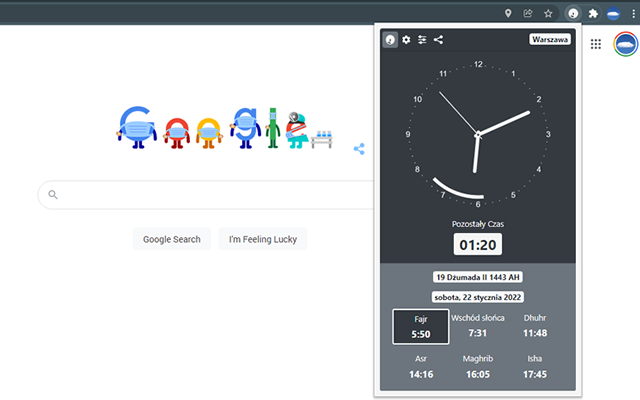 Warszawa
Google
Google Search
I'm Feeling Lucky
12
1
2
3
4
5
6
7
8
9
10
11
Pozostały Czas
01:20
19 Dżumada II 1443 AH
sobota, 22 stycznia 2022
Fajr
5:50
Wschód słońca
7:31
Dhuhr
11:48
Asr
14:16
Maghrib
16:05
Isha
17:45